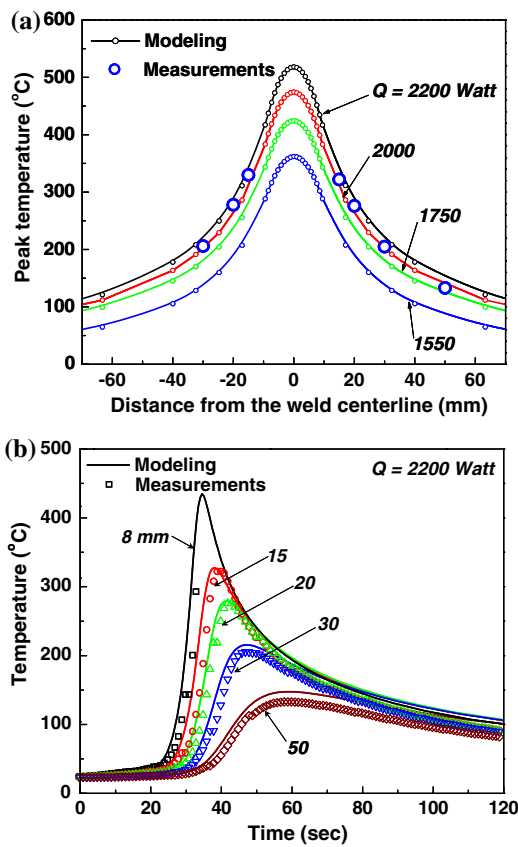 (a)
600
500
400
300
200
100
0
Peak temperature (°C)
Modeling
Measurements
Q = 2200 Watt
2000
1750
1550
-60 -40 -20 0 20 40 60
Distance from the weld centerline (mm)
(b)
500
400
300
200
100
0
Temperature (°C)
Modeling
Measurements
Q = 2200 Watt
8 mm
15
20
30
50
0 20 40 60 80 100 120
Time (sec)